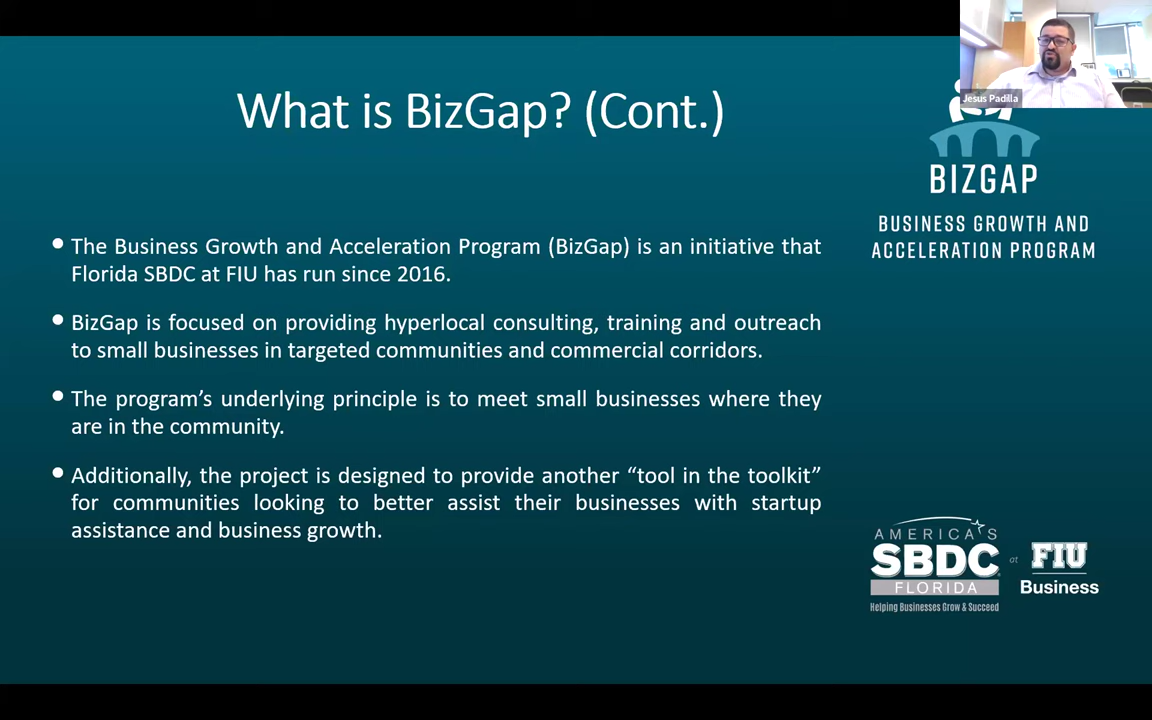 Jesus Padilla
What is BizGap? (Cont.)
BIZGAP
BUSINESS GROWTH AND
ACCELERATION PROGRAM
• The Business Growth and Acceleration Program (BizGap) is an initiative that
Florida SBDC at FIU has run since 2016.
• BizGap is focused on providing hyperlocal consulting, training and outreach
to small businesses in targeted communities and commercial corridors.
• The program’s underlying principle is to meet small businesses where they
are in the community.
• Additionally, the project is designed to provide another “tool in the toolkit”
for communities looking to better assist their businesses with startup
assistance and business growth.
AMERICA'S
SBDC at FIU
FLORIDA Business
Helping Businesses Grow & Succeed